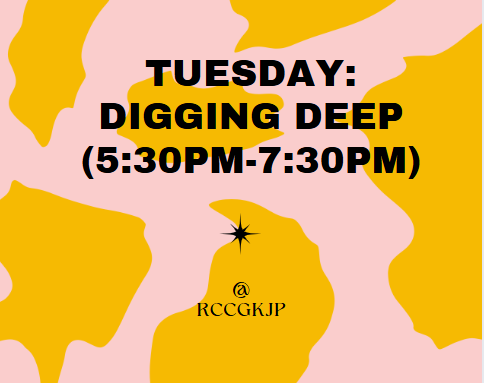 TUESDAY:
DIGGING DEEP
(5:30PM-7:30PM)
@
RCCGKJP